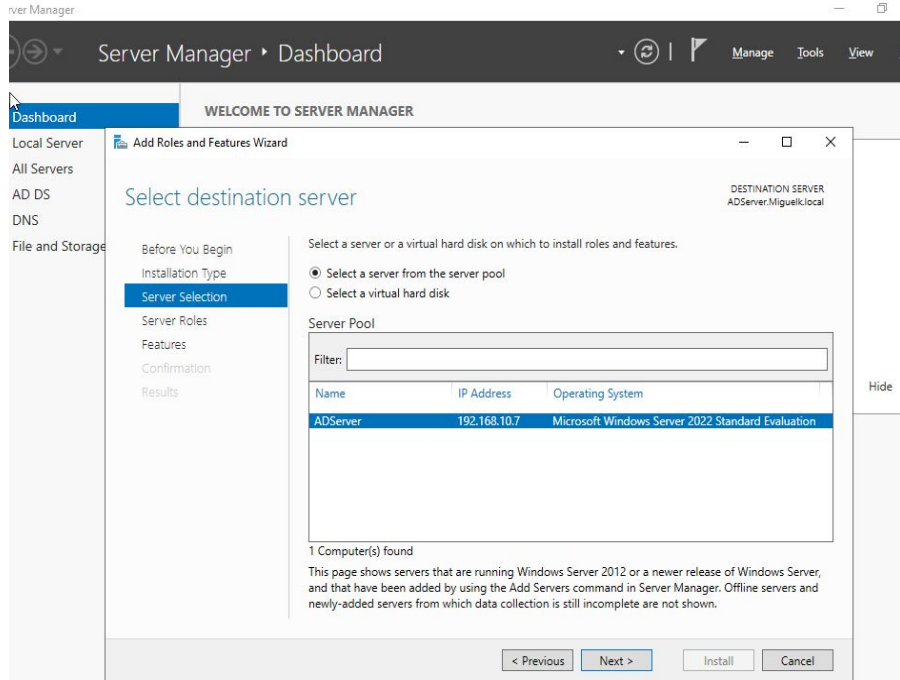 rver Manager
Server Manager ‣ Dashboard
Manage Tools View
Dashboard
Local Server
All Servers
AD DS
DNS
File and Storage
WELCOME TO SERVER MANAGER
Add Roles and Features Wizard
Select destination server
DESTINATION SERVER
ADServer.Miguelk.local
Before You Begin
Installation Type
Server Selection
Server Roles
Features
Confirmation
Results
Select a server or a virtual hard disk on which to install roles and features.
Select a server from the server pool
Select a virtual hard disk
Server Pool
Filter:
Name IP Address Operating System
ADServer 192.168.10.7 Microsoft Windows Server 2022 Standard Evaluation
1 Computer(s) found
This page shows servers that are running Windows Server 2012 or a newer release of Windows Server,
and that have been added by using the Add Servers command in Server Manager. Offline servers and
newly-added servers from which data collection is still incomplete are not shown.
Hide
< Previous Next > Install Cancel